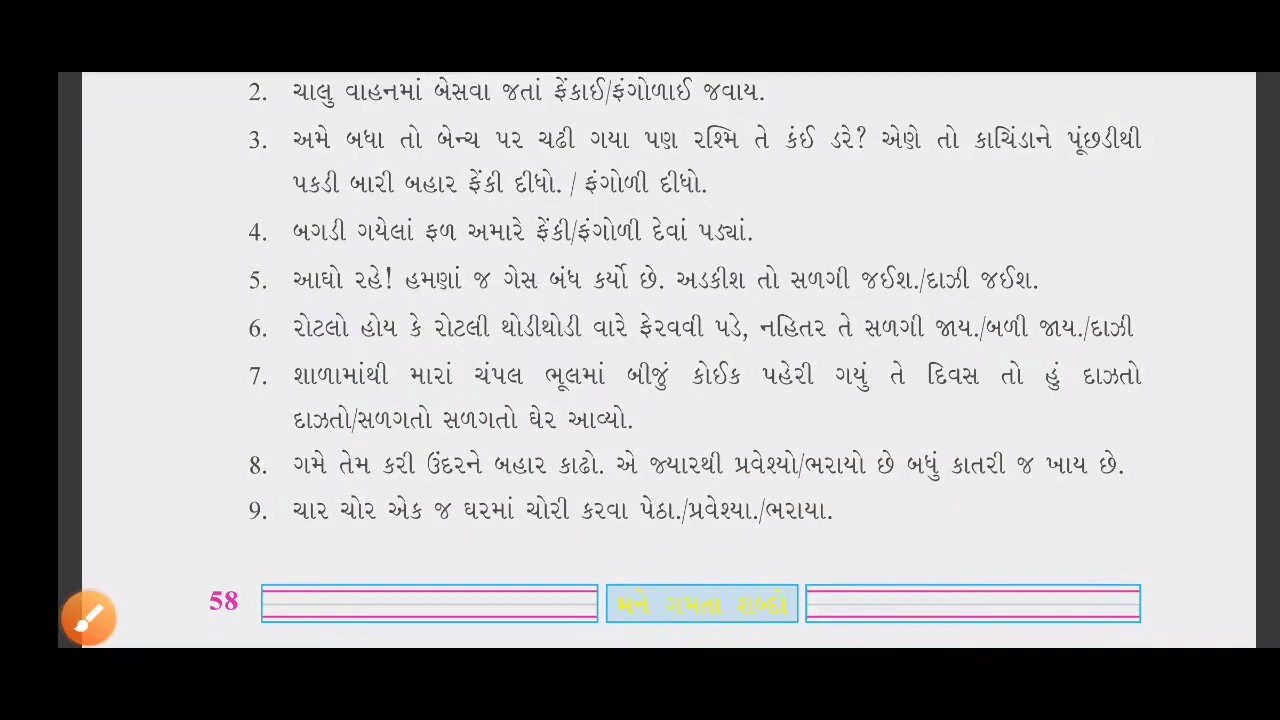 2. ચાલુ વાહનમાં બેસવા જતાં ફેંકાઈ/ફંગોળાઈ જવાય.
3. અમે બધા તો બેન્ચ પર ચઢી ગયા પણ રશ્મિ તે કંઈ ડરે? એણે તો કાચિંડાને પૂંછડીથી
પકડી બારી બહાર ફેંકી દીધો. / ફંગોળી દીધો.
4. બગડી ગયેલાં ફળ અમારે ફેંકી/ફંગોળી દેવાં પડ્યાં.
5. આઘો રહે! હમણાં જ ગેસ બંધ કર્યો છે. અડકીશ તો સળગી જઈશ./દાઝી જઈશ.
6. રોટલો હોય કે રોટલી થોડીથોડી વારે ફેરવવી પડે, નહિતર તે સળગી જાય./બળી જાય./દાઝી
7. શાળામાંથી મારાં ચંપલ ભૂલમાં બીજું કોઈક પહેરી ગયું તે દિવસ તો હું દાઝતો
દાઝતો/સળગતો સળગતો ઘેર આવ્યો.
8. ગમે તેમ કરી ઉંદરને બહાર કાઢો. એ જ્યારથી પ્રવેશ્યો/ભરાયો છે બધું કાતરી જ ખાય છે.
9. ચાર ચોર એક જ ઘરમાં ચોરી કરવા પેઠા./પ્રવેશ્યા./ભરાયા.
58 મને ગમતા શબ્દો